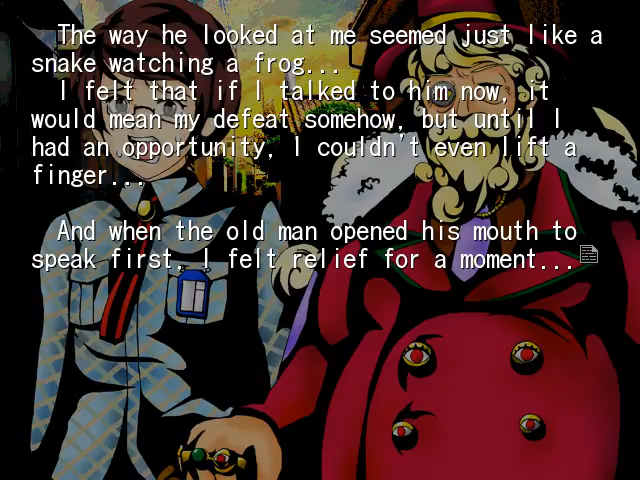 The way he looked at me seemed just like a
snake watching a frog...
I felt that if I talked to him now, it
would mean my defeat somehow, but until I
had an opportunity, I couldn't even lift a
finger...
And when the old man opened his mouth to
speak first, I felt relief for a moment...